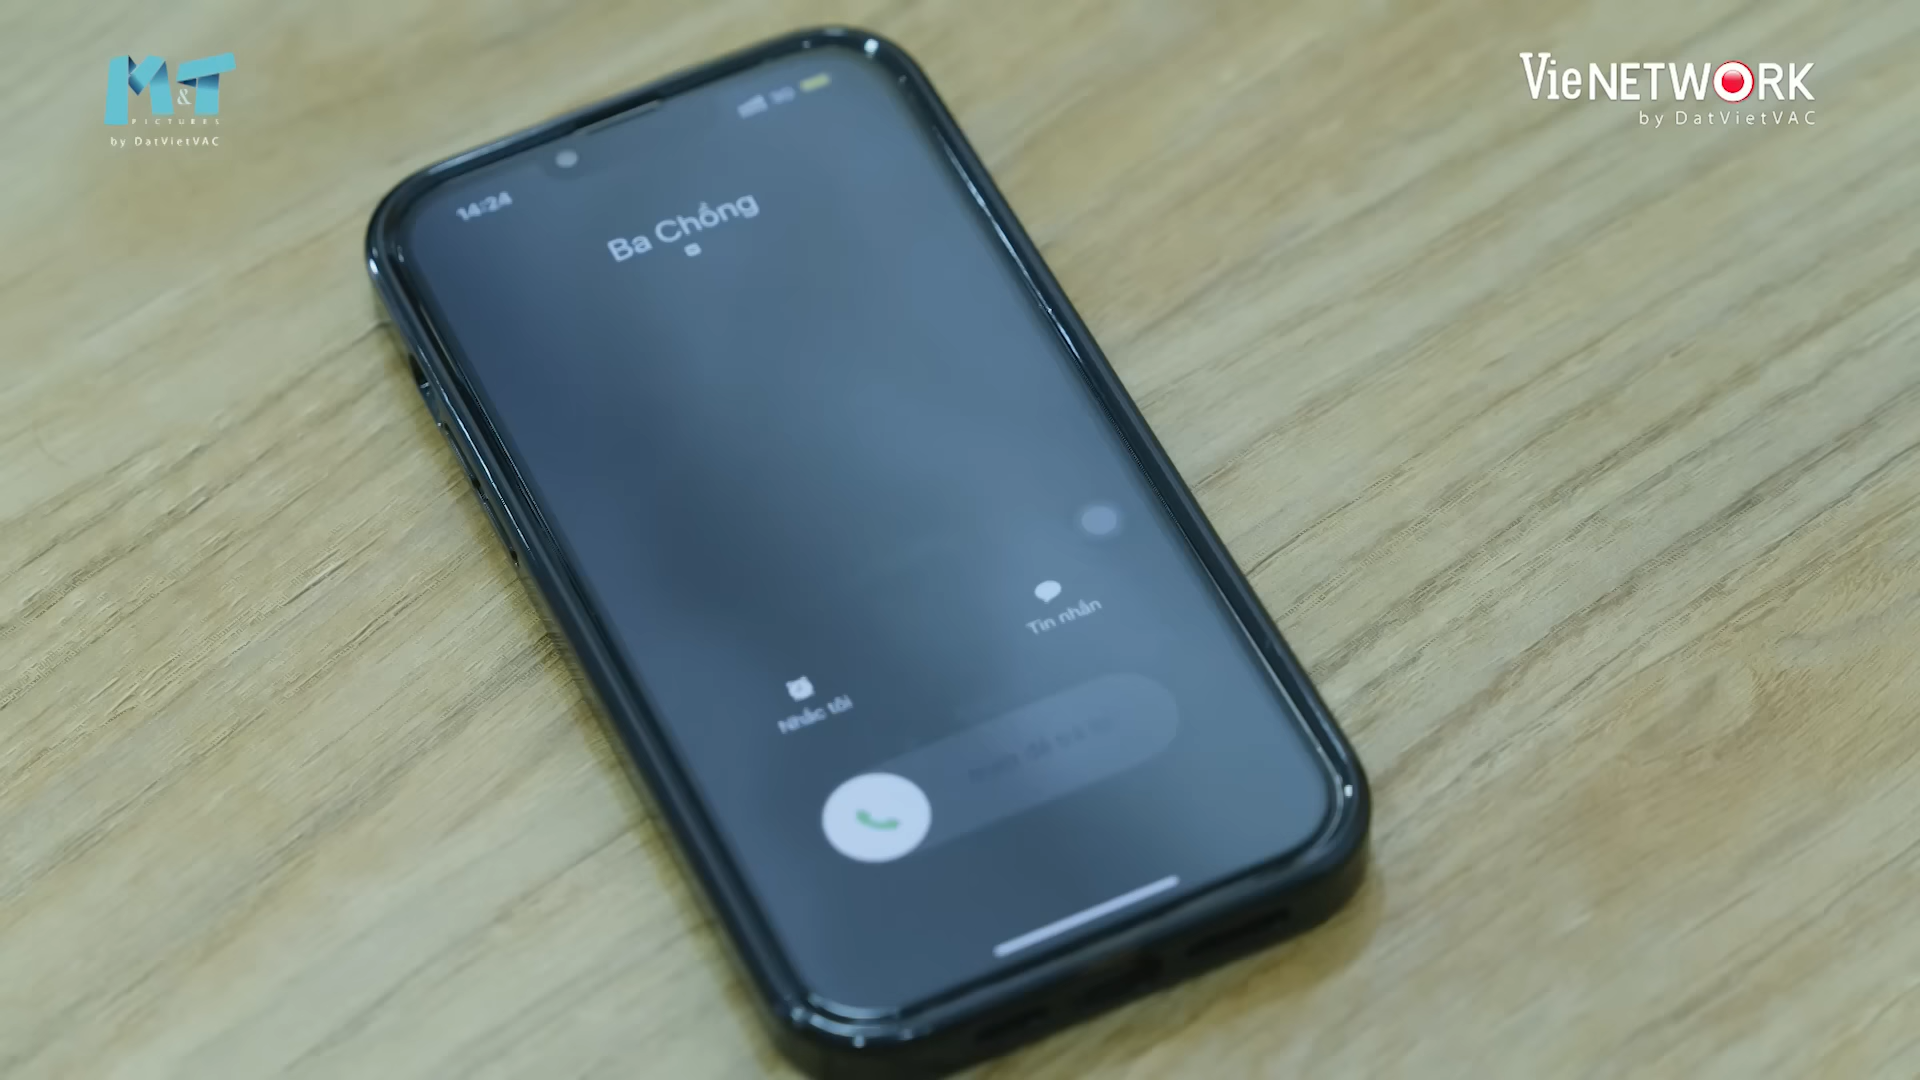 M&T
PICTURES
by DatVietVAC
VieNETWORK
by DatVietVAC
14:24
Ba Chồng
Tin nhắn
Nhắc tôi